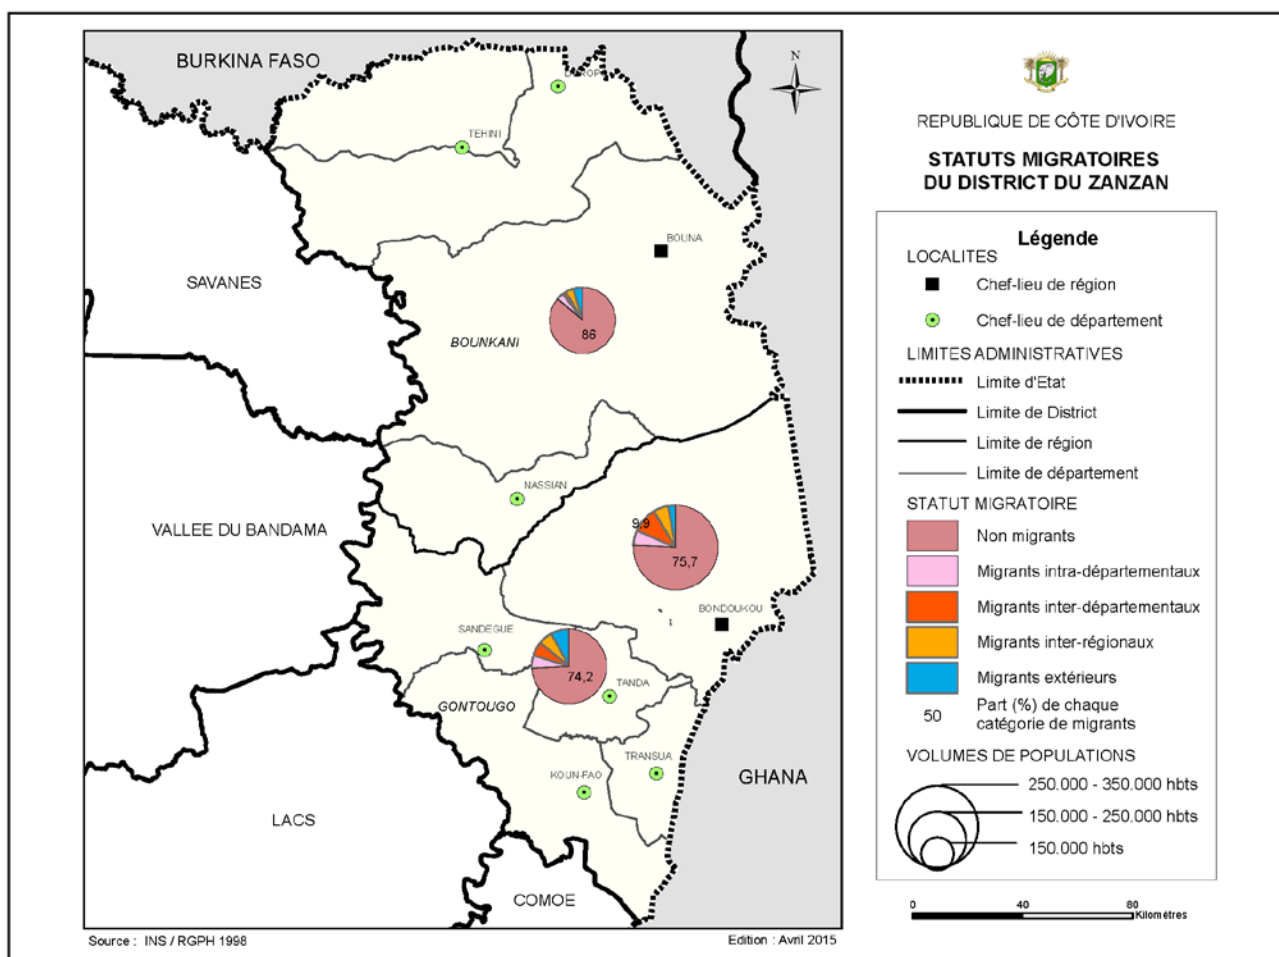 BURKINA FASO
N
TEHINI
BOUNA
SAVANES
86
BOUNKANI
NASSIAN
VALLEE DU BANDAMA
9,9
75,7
BONDOUKOU
SANDEGUE
74,2
TANDA
GONTOUGO
TRANSUA
KOUN-FAO
GHANA
LACS
COMOE
Source : INS / RGPH 1998
Edition : Avril 2015
REPUBLIQUE DE CÔTE D'IVOIRE
STATUTS MIGRATOIRES
DU DISTRICT DU ZANZAN
Légende
LOCALITES
Chef-lieu de région
Chef-lieu de département
LIMITES ADMINISTRATIVES
Limite d'Etat
Limite de District
Limite de région
Limite de département
STATUT MIGRATOIRE
Non migrants
Migrants intra-départementaux
Migrants inter-départementaux
Migrants inter-régionaux
Migrants extérieurs
50
Part (%) de chaque
catégorie de migrants
VOLUMES DE POPULATIONS
250.000 - 350.000 hbts
150.000 - 250.000 hbts
150.000 hbts
0 40 80
Kilomètres